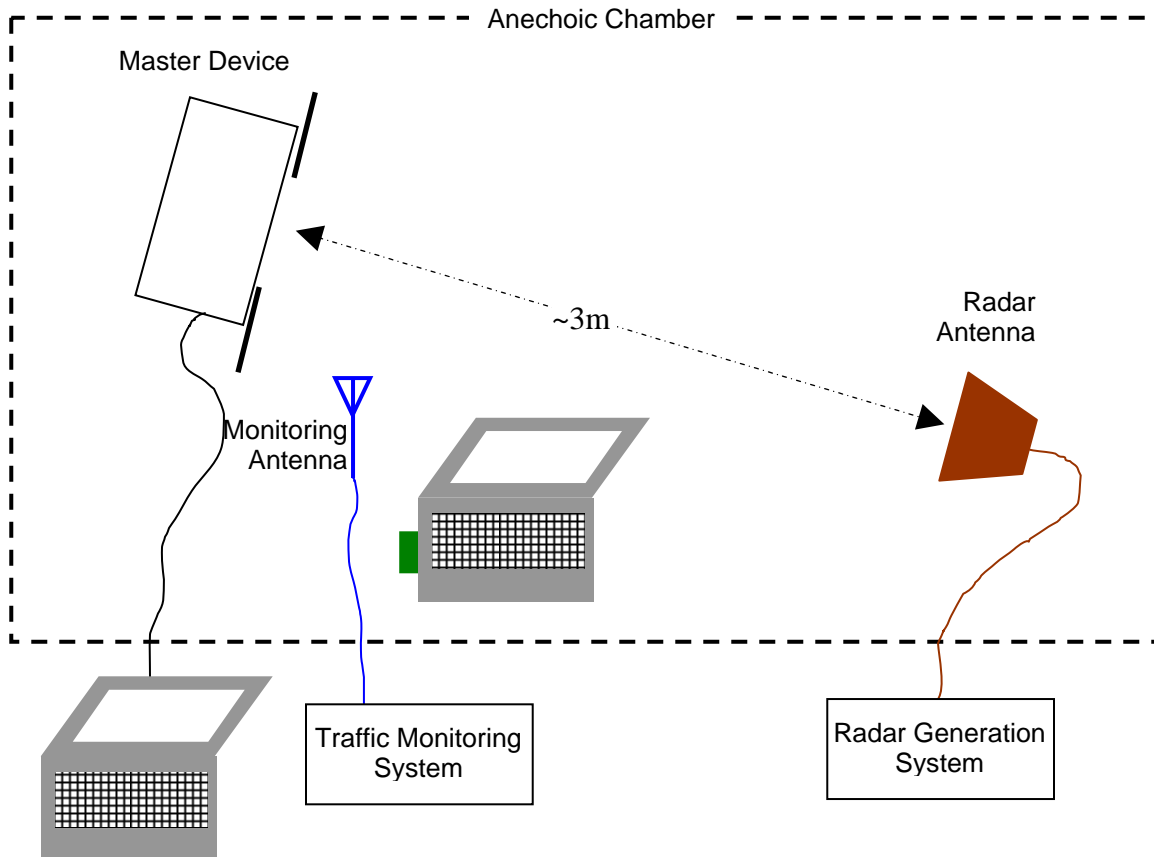 Anechoic Chamber
Master Device
~3m
Radar
Antenna
Monitoring
Antenna
Traffic Monitoring
System
Radar Generation
System